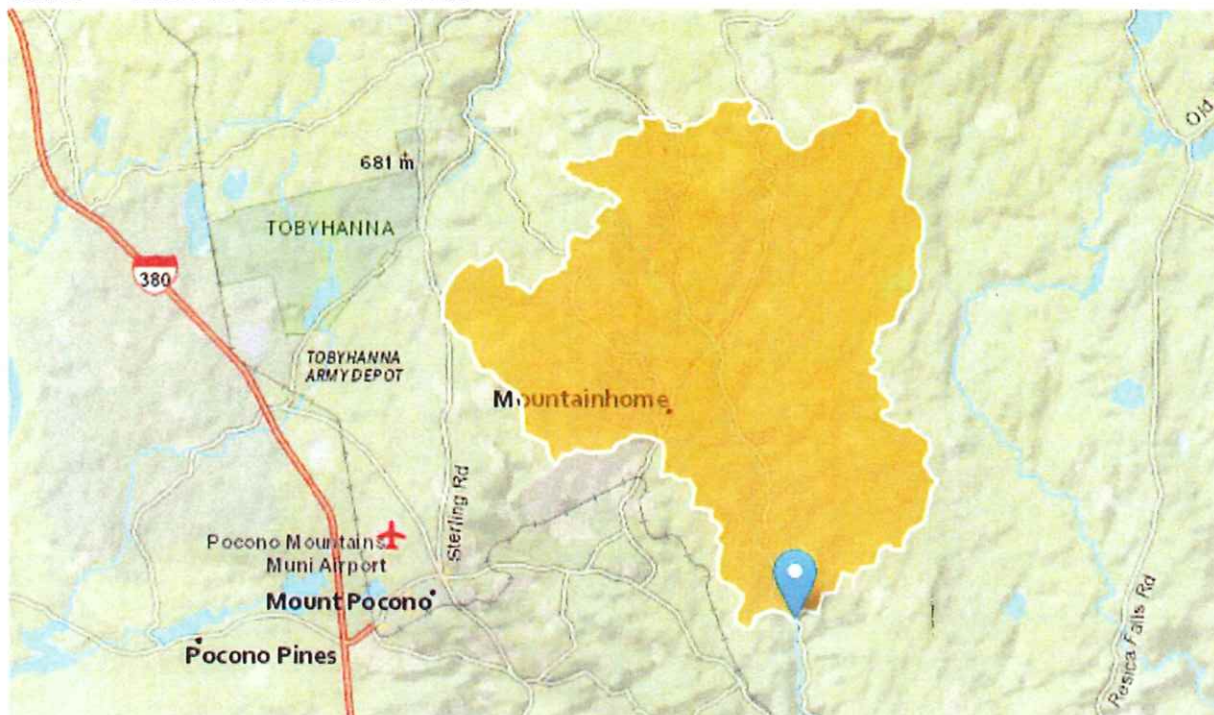 681 m
Old
TOBYHANNA
380
TOBYHANNA
ARMY DEPOT
Mountainhome
Sterling Rd
Pocono Mountains
Muni Airport
Mount Pocono
Pocono Pines
Resica Falls Rd